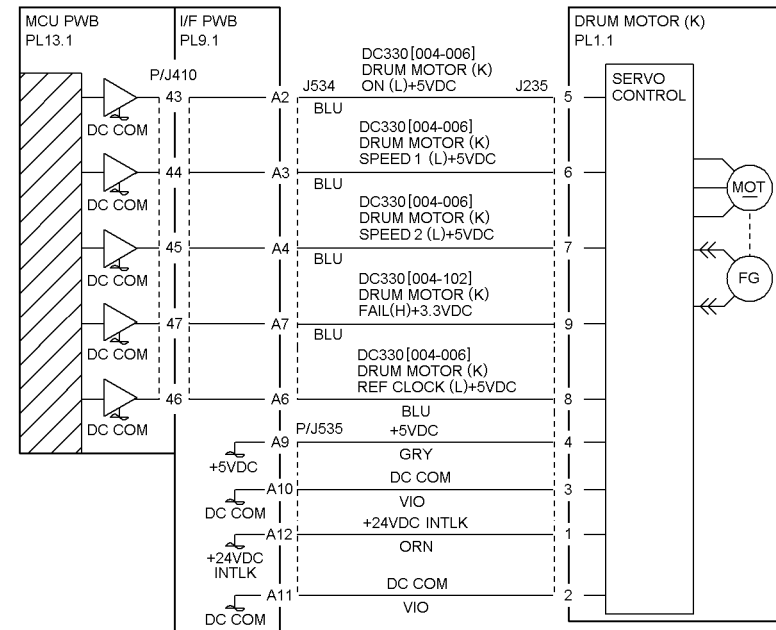 MCU PWB
PL13.1
I/F PWB
PL9.1
DRUM MOTOR (K)
PL1.1
P/J410
J534
J235
SERVO
CONTROL
DC330 [004-006]
DRUM MOTOR (K)
ON (L)+5VDC
43
A2
5
BLU
DC COM
DC330 [004-006]
DRUM MOTOR (K)
SPEED 1 (L)+5VDC
44
A3
6
BLU
DC COM
MOT
DC330 [004-006]
DRUM MOTOR (K)
SPEED 2 (L)+5VDC
45
A4
7
BLU
DC COM
FG
DC330 [004-102]
DRUM MOTOR (K)
FAIL(H)+3.3VDC
47
A7
9
BLU
DC COM
DC330 [004-006]
DRUM MOTOR (K)
REF CLOCK (L)+5VDC
46
A6
8
BLU
DC COM
P/J535
+5VDC
A9
4
GRY
+5VDC
DC COM
A10
3
VIO
DC COM
+24VDC INTLK
A12
1
ORN
+24VDC
INTLK
DC COM
A11
2
VIO
DC COM